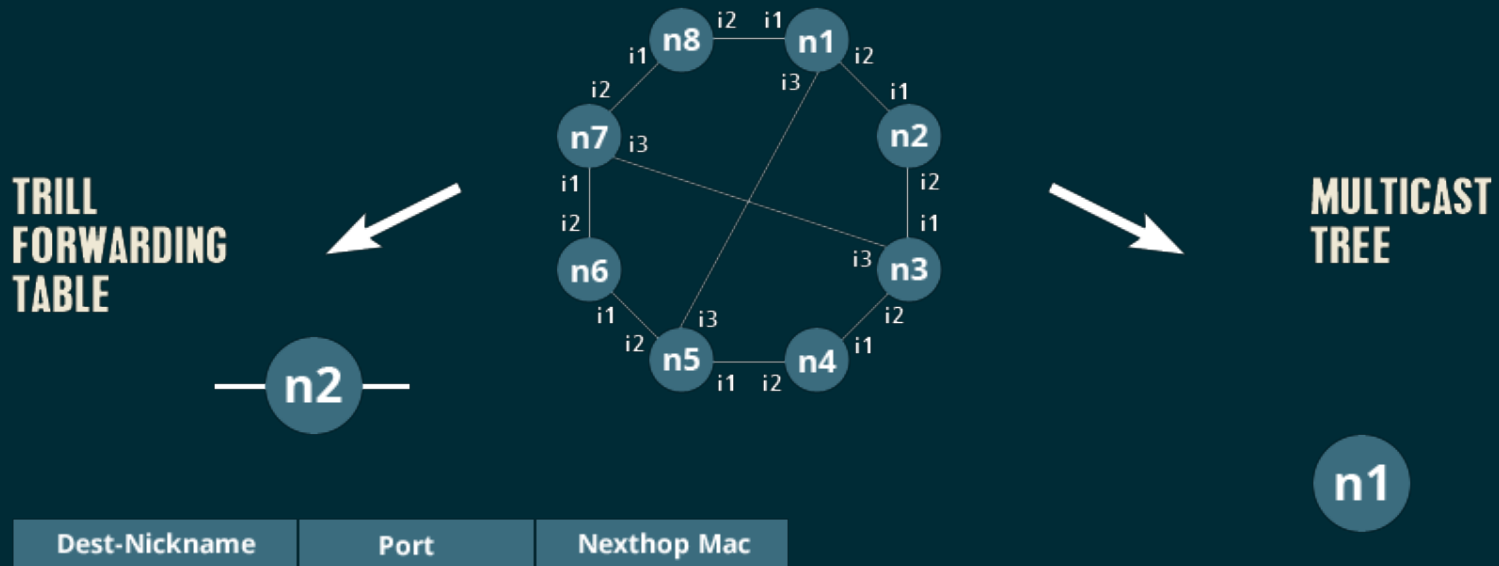 i2 i1
n8 n1
i1 i2
i3
i2 i1
n7 n2
i3
i1 i2
i2 i1
n6 n3
i3
i1 i2
i3
i2 i1
n5 n4
i1 i2
TRILL
FORWARDING
TABLE
n2
Dest-Nickname Port Nexthop Mac
MULTICAST
TREE
n1